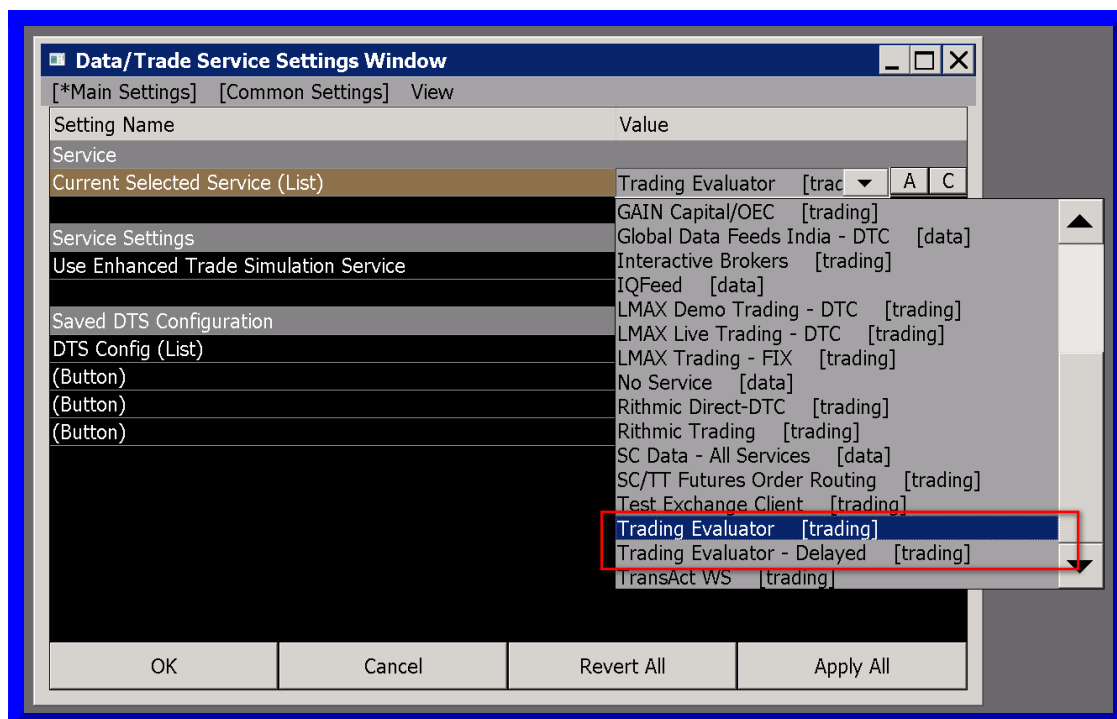 Data/Trade Service Settings Window
[*Main Settings] [Common Settings] View
Setting Name Value
Service
Current Selected Service (List) Trading Evaluator [trac A C
GAIN Capital/OEC [trading]
Service Settings
Global Data Feeds India - DTC [data]
Use Enhanced Trade Simulation Service
Interactive Brokers [trading]
IQFeed [data]
Saved DTS Configuration
LMAX Demo Trading - DTC [trading]
DTS Config (List)
LMAX Live Trading - DTC [trading]
LMAX Trading - FIX [trading]
(Button)
No Service [data]
(Button)
Rithmic Direct-DTC [trading]
(Button)
Rithmic Trading [trading]
SC Data - All Services [data]
SC/TT Futures Order Routing [trading]
Test Exchange Client [trading]
Trading Evaluator [trading]
Trading Evaluator - Delayed [trading]
TransAct WS [trading]
OK Cancel Revert All Apply All